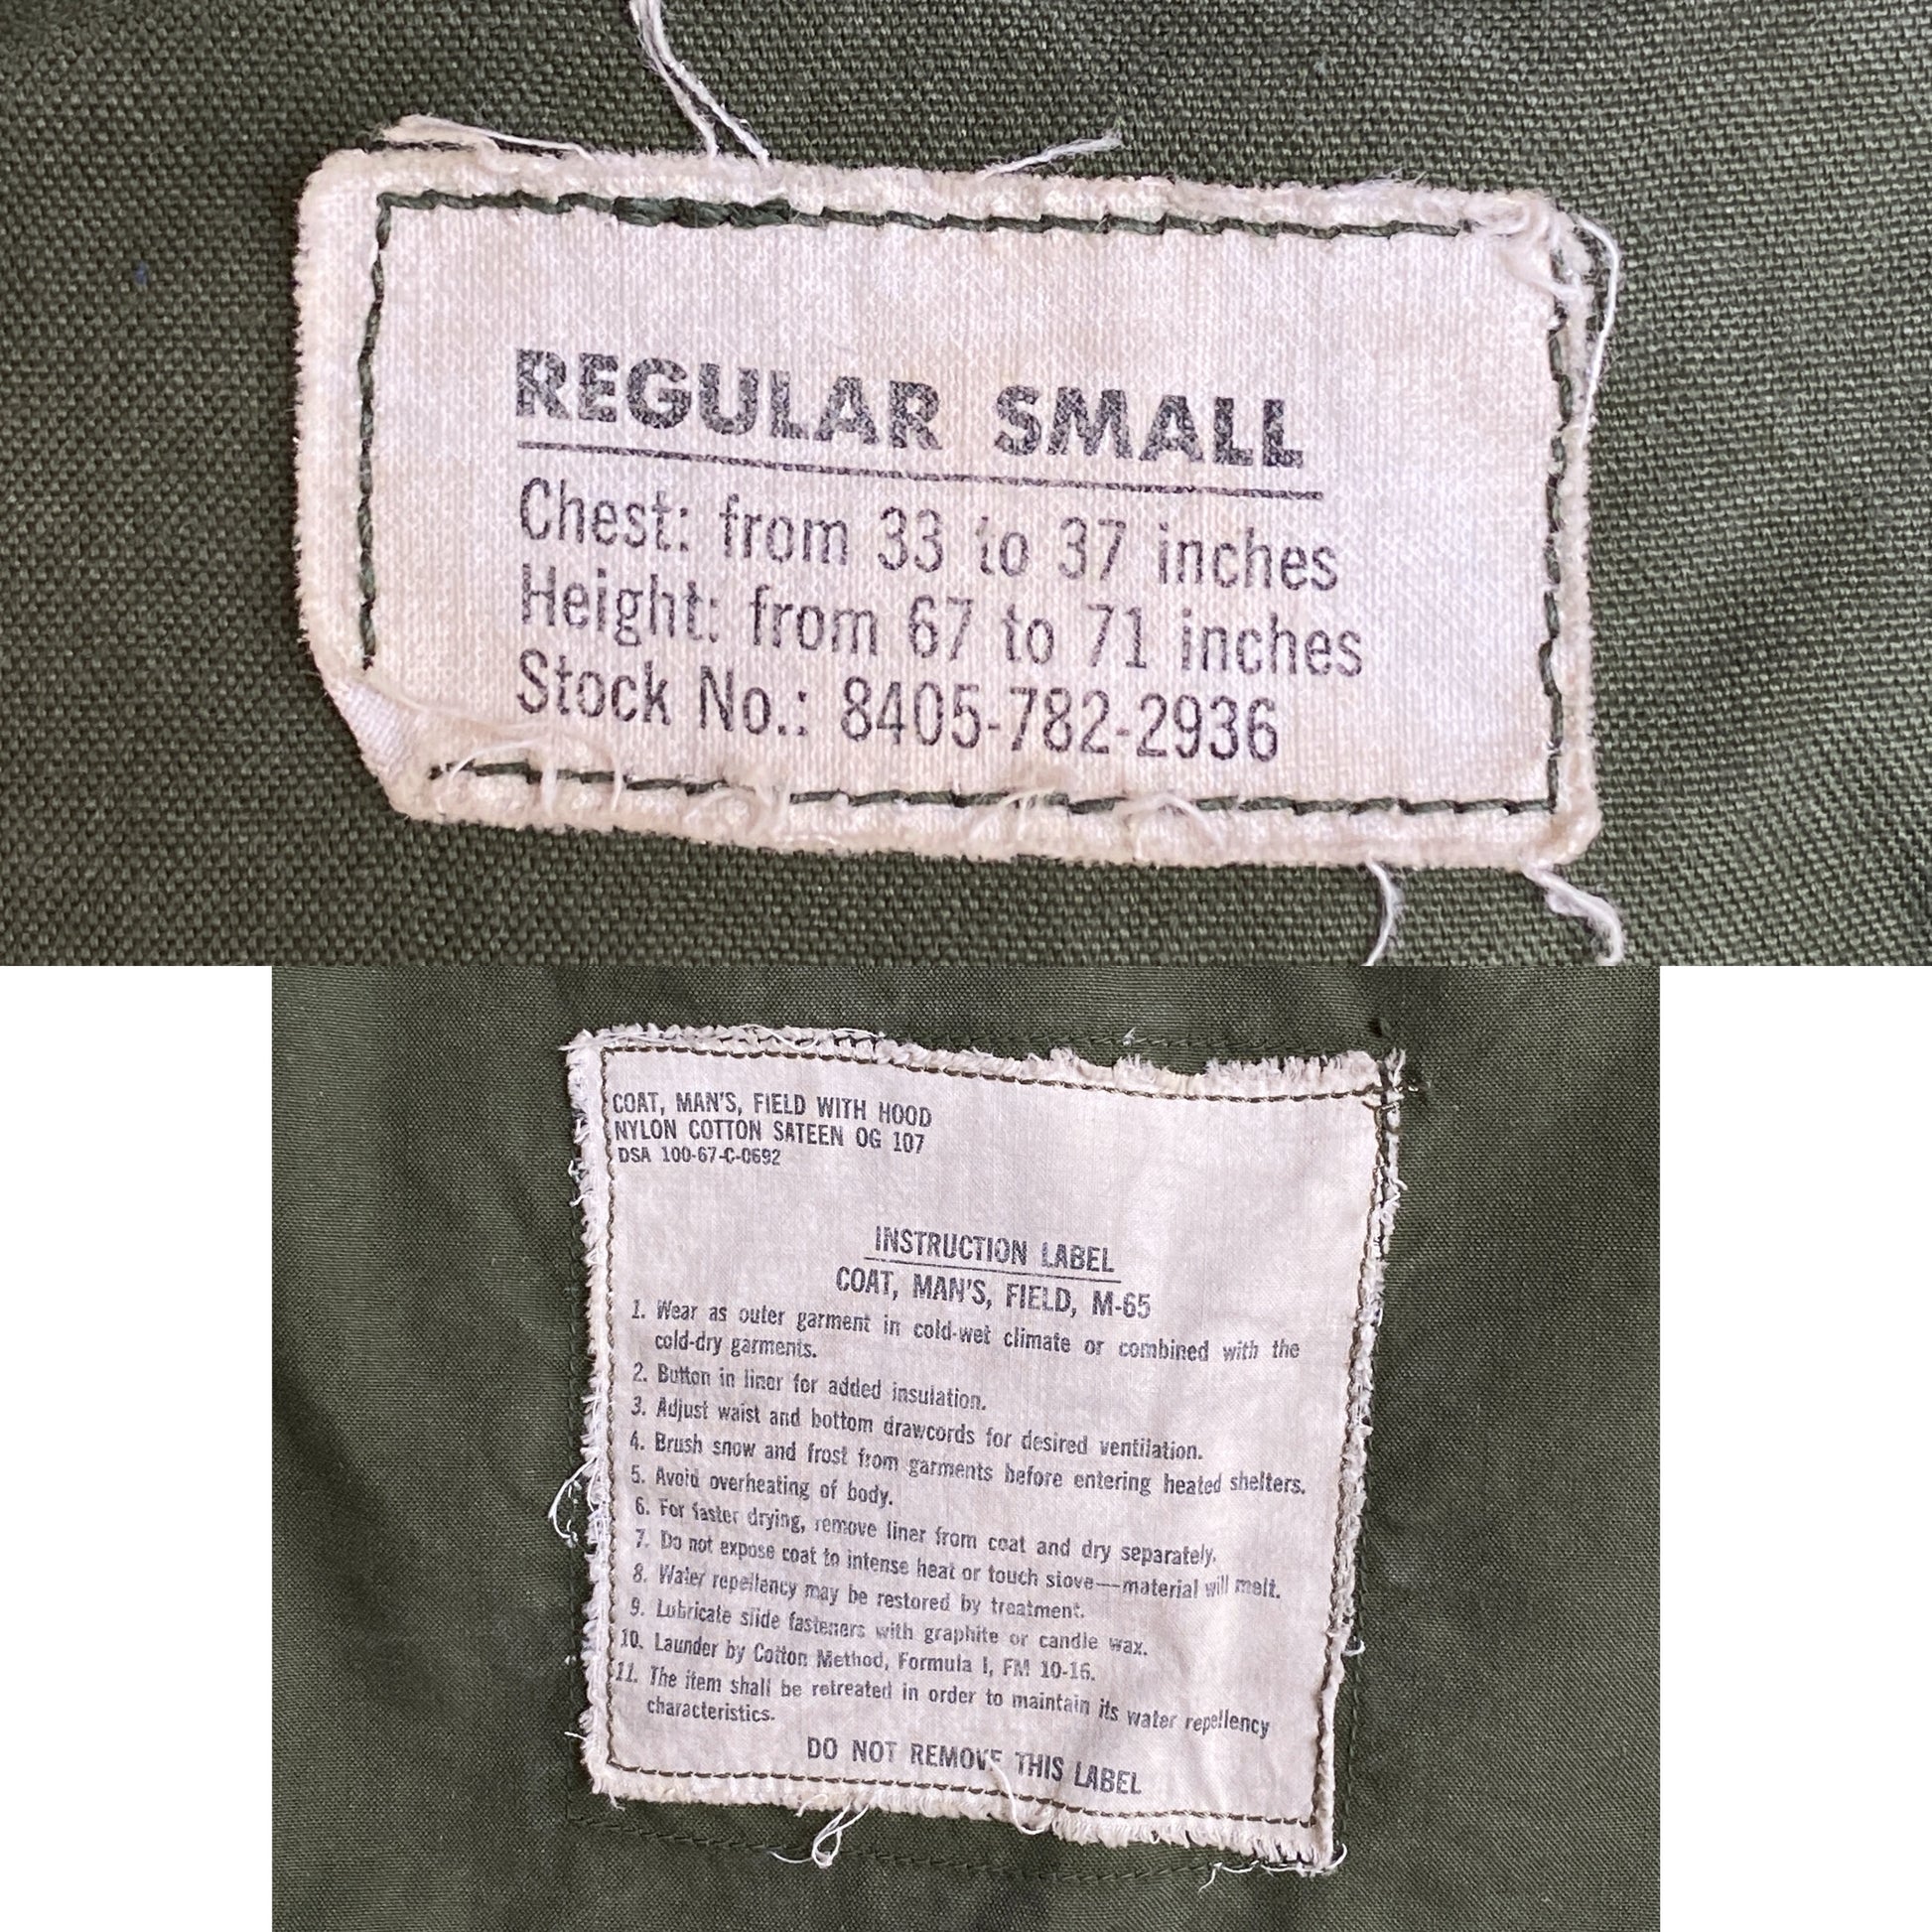 REGULAR SMALL
Chest: from 33 to 37 inches
Height: from 67 to 71 inches
Stock No.: 8405-782-2936
COAT, MAN'S, FIELD WITH HOOD
NYLON COTTON SATEEN OG 107
DSA 100-67-C-0692
INSTRUCTION LABEL
COAT, MAN'S, FIELD, M-65
1. Wear as outer garment in cold-wet climate or combined with the
cold-dry garments.
2. Button in liner for added insulation.
3. Adjust waist and bottom drawcords for desired ventilation.
4. Brush snow and frost from garments before entering heated shelters.
5. Avoid overheating of body.
6. For faster drying, remove liner from coat and dry separately.
7. Do not expose coat to intense heat or touch stove—material will melt.
8. Water repellency may be restored by treatment.
9. Lubricate slide fasteners with graphite or candle wax.
10. Launder by Cotton Method, Formula I, FM 10-16.
11. The item shall be retreated in order to maintain its water repellency
characteristics.
DO NOT REMOVE THIS LABEL